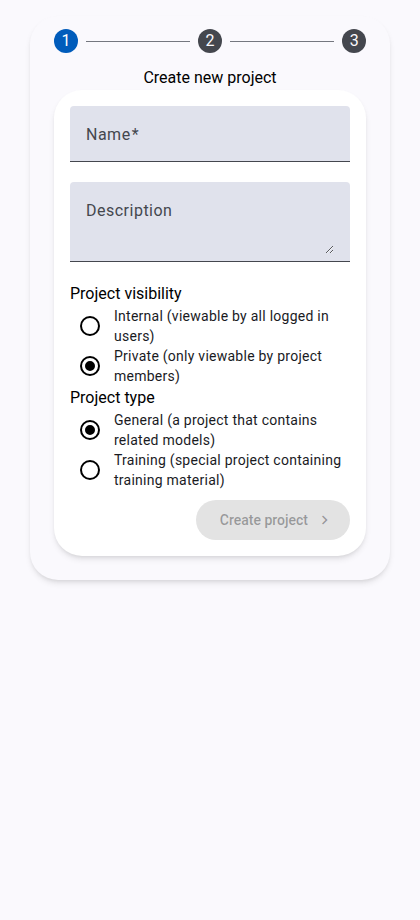 1 2 3
Create new project
Name*
Description
Project visibility
Internal (viewable by all logged in
users)
Private (only viewable by project
members)
Project type
General (a project that contains
related models)
Training (special project containing
training material)
Create project